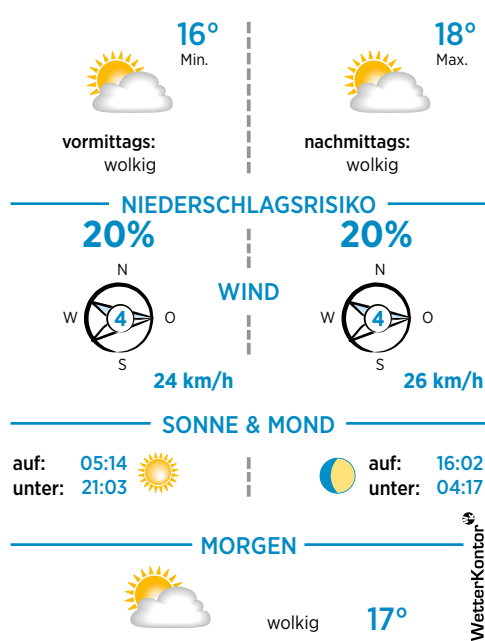 16°
Min.
18°
Max.
vormittags:
wolkig
nachmittags:
wolkig
NIEDERSCHLAGSRISIKO
20%
20%
WIND
N
W 4 O
S
24 km/h
N
W 4 O
S
26 km/h
SONNE & MOND
auf: 05:14
unter: 21:03
auf: 16:02
unter: 04:17
MORGEN
wolkig 17°
WetterKontor